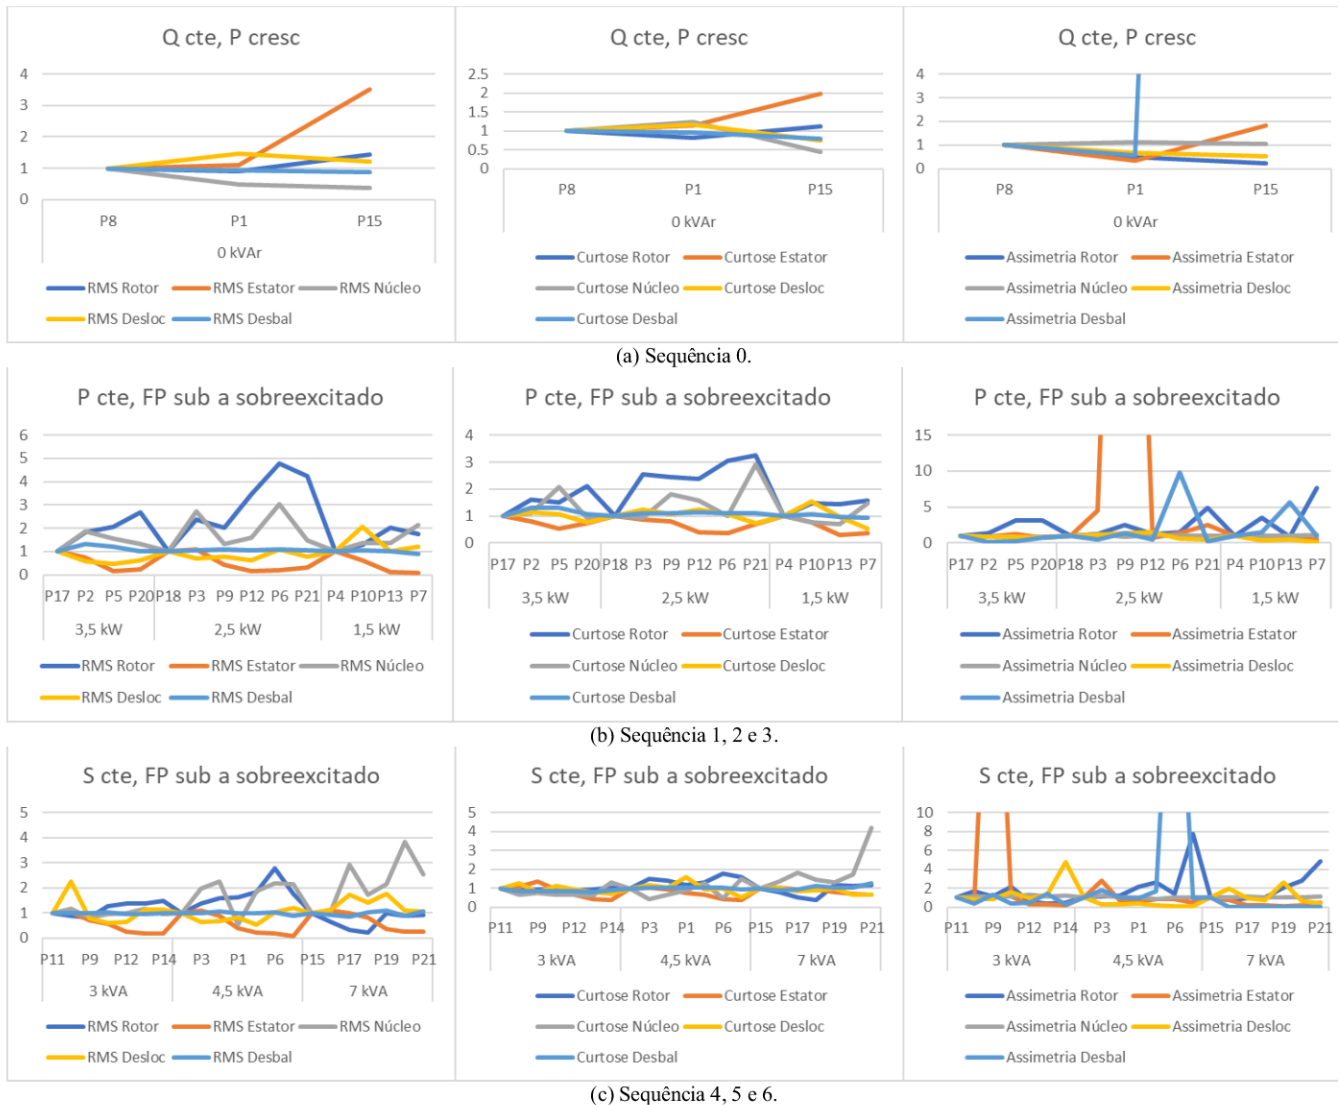 Q cte, P cresc
4
3
2
1
0
P8 P1 P15
0 kVAr
RMS Rotor RMS Estator RMS Núcleo
RMS Desloc RMS Desbal
Q cte, P cresc
2.5
2
1.5
1
0.5
0
P8 P1 P15
0 kVAr
Curtose Rotor Curtose Estator
Curtose Núcleo Curtose Desloc
Curtose Desbal
Q cte, P cresc
4
3
2
1
0
P8 P1 P15
0 kVAr
Assimetria Rotor Assimetria Estator
Assimetria Núcleo Assimetria Desloc
Assimetria Desbal
(a) Sequência 0.
P cte, FP sub a sobreexcitado
6
5
4
3
2
1
0
P17 P2 P5 P20 P18 P3 P9 P12 P6 P21 P4 P10 P13 P7
3,5 kW 2,5 kW 1,5 kW
RMS Rotor RMS Estator RMS Núcleo
RMS Desloc RMS Desbal
P cte, FP sub a sobreexcitado
4
3
2
1
0
P17 P2 P5 P20 P18 P3 P9 P12 P6 P21 P4 P10 P13 P7
3,5 kW 2,5 kW 1,5 kW
Curtose Rotor Curtose Estator
Curtose Núcleo Curtose Desloc
Curtose Desbal
P cte, FP sub a sobreexcitado
15
10
5
0
P17 P2 P5 P20 P18 P3 P9 P12 P6 P21 P4 P10 P13 P7
3,5 kW 2,5 kW 1,5 kW
Assimetria Rotor Assimetria Estator
Assimetria Núcleo Assimetria Desloc
Assimetria Desbal
(b) Sequência 1, 2 e 3.
S cte, FP sub a sobreexcitado
5
4
3
2
1
0
P11 P9 P12 P14 P3 P1 P6 P15 P17 P19 P21
3 kVA 4,5 kVA 7 kVA
RMS Rotor RMS Estator RMS Núcleo
RMS Desloc RMS Desbal
S cte, FP sub a sobreexcitado
5
4
3
2
1
0
P11 P9 P12 P14 P3 P1 P6 P15 P17 P19 P21
3 kVA 4,5 kVA 7 kVA
Curtose Rotor Curtose Estator
Curtose Núcleo Curtose Desloc
Curtose Desbal
S cte, FP sub a sobreexcitado
10
8
6
4
2
0
P11 P9 P12 P14 P3 P1 P6 P15 P17 P19 P21
3 kVA 4,5 kVA 7 kVA
Assimetria Rotor Assimetria Estator
Assimetria Núcleo Assimetria Desloc
Assimetria Desbal
(c) Sequência 4, 5 e 6.